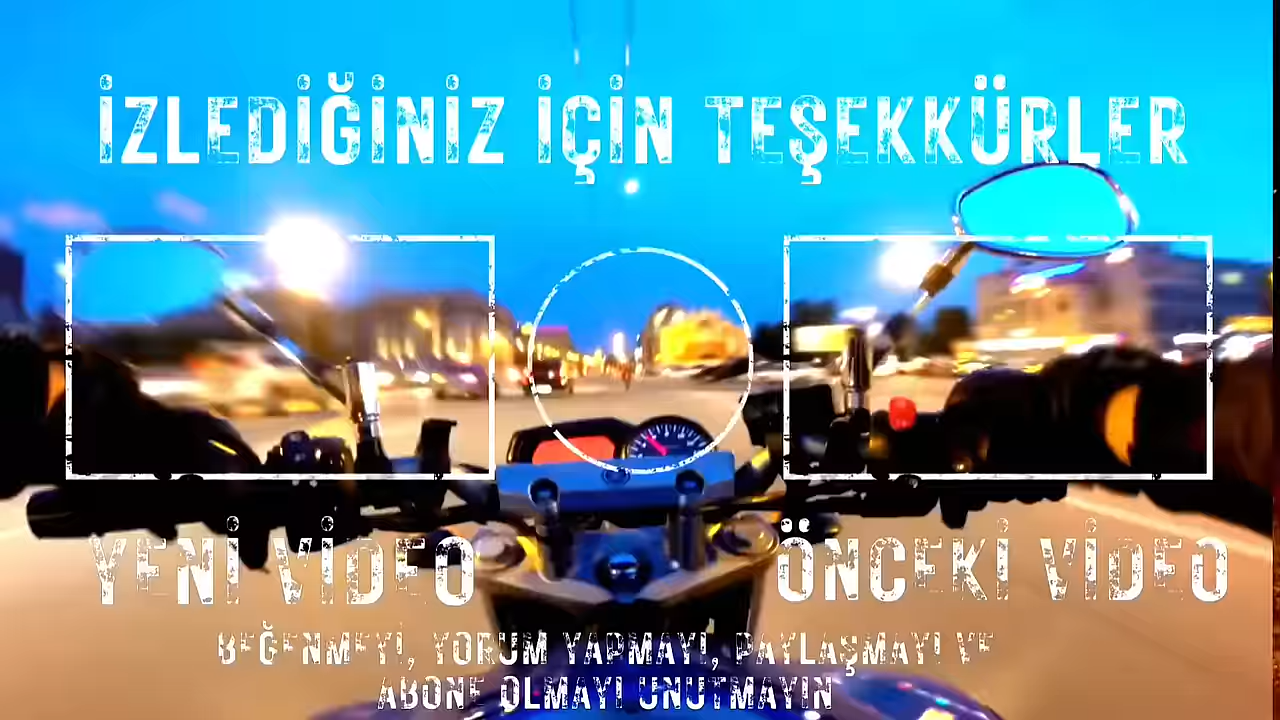 İZLEDİĞİNİZ İÇİN TEŞEKKÜRLER
YENİ VİDEO
ÖNCEKİ VİDEO
BEĞENMEYİ, YORUM YAPMAYI, PAYLAŞMAYI VE
ABONE OLMAYI UNUTMAYIN